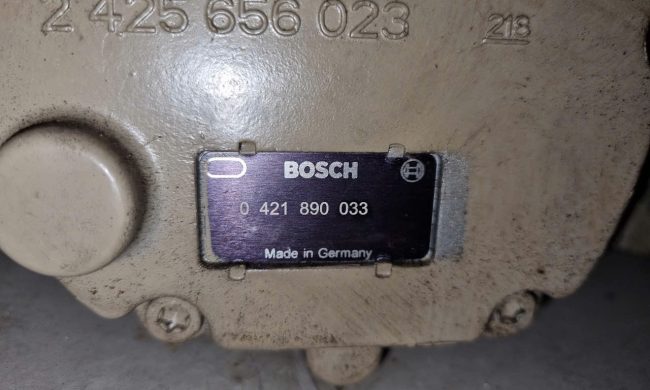 2 425 656 023 218
BOSCH
0 421 890 033
Made in Germany